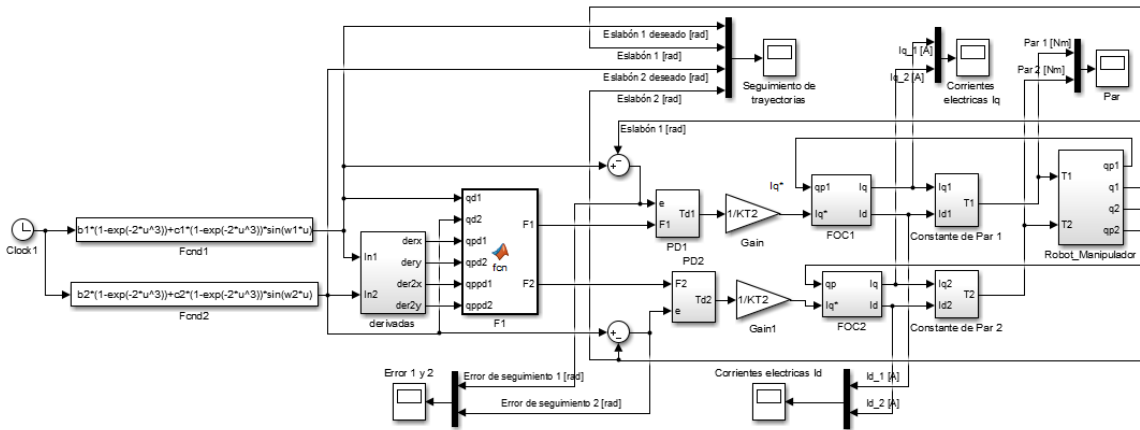 Eslabón 1 deseado [rad]
Eslabón 1 [rad]
Eslabón 2 deseado [rad]
Eslabón 2 [rad]
Seguimiento de
trayectorias
Iq_1 [A]
Iq_2 [A]
Corrientes
electricas Iq
Par 1 [Nm]
Par 2 [Nm]
Par
Eslabón 1 [rad]
Clock1
b1*(1-exp(-2*u^3))+c1*(1-exp(-2*u^3))*sin(w1*u)
Fcnd1
b2*(1-exp(-2*u^3))+c2*(1-exp(-2*u^3))*sin(w2*u)
Fcnd2
In1
In2
derx
dery
der2x
der2y
derivadas
qd1
qd2
qpd1
qpd2
qppd1
qppd2
fcn
F1
F2
F1
e
F1
Td1
PD1
PD2
F2
e
Td2
1/KT2
Gain
1/KT2
Gain1
Iq*
qp1
Iq*
Iq
Id
FOC1
qp
Iq*
Iq
Id
FOC2
Iq1
Id1
T1
Constante de Par 1
Iq2
Id2
T2
Constante de Par 2
T1
T2
qp1
q1
q2
qp2
Robot_Manipulador
Error 1 y 2
Error de seguimiento 1 [rad]
Error de seguimiento 2 [rad]
Corrientes electricas Id
Id_1 [A]
Id_2 [A]